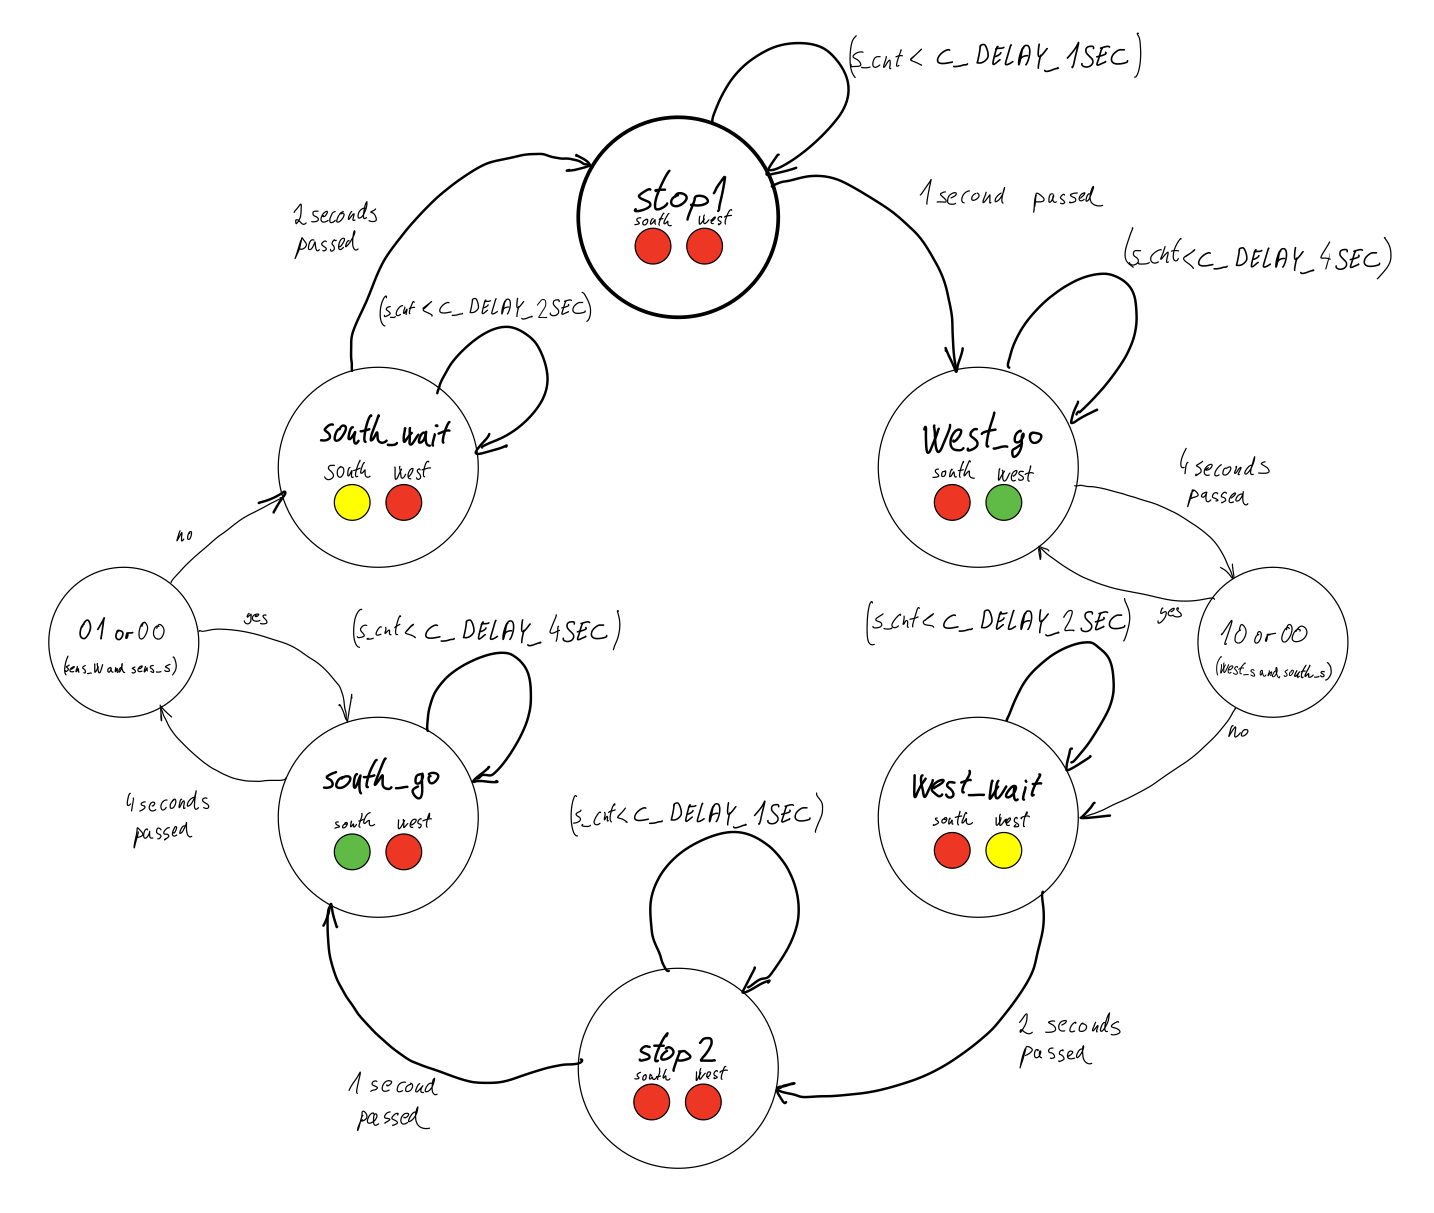 (s_cnt < C_DELAY_1SEC)
stop1
south west
1 second passed
2 seconds
passed
(s_cnt < C_DELAY_4SEC)
(s_cnt < C_DELAY_2SEC)
south_wait
south west
West_go
south west
4 seconds
passed
no
yes
01 or 00
(sens_W and sens_s)
(s_cnt < C_DELAY_4SEC)
(s_cnt < C_DELAY_2SEC)
yes
10 or 00
(west_s and south_s)
no
south_go
south west
4 seconds
passed
west_wait
south west
(s_cnt < C_DELAY_1SEC)
stop2
south west
2 seconds
passed
1 second
passed